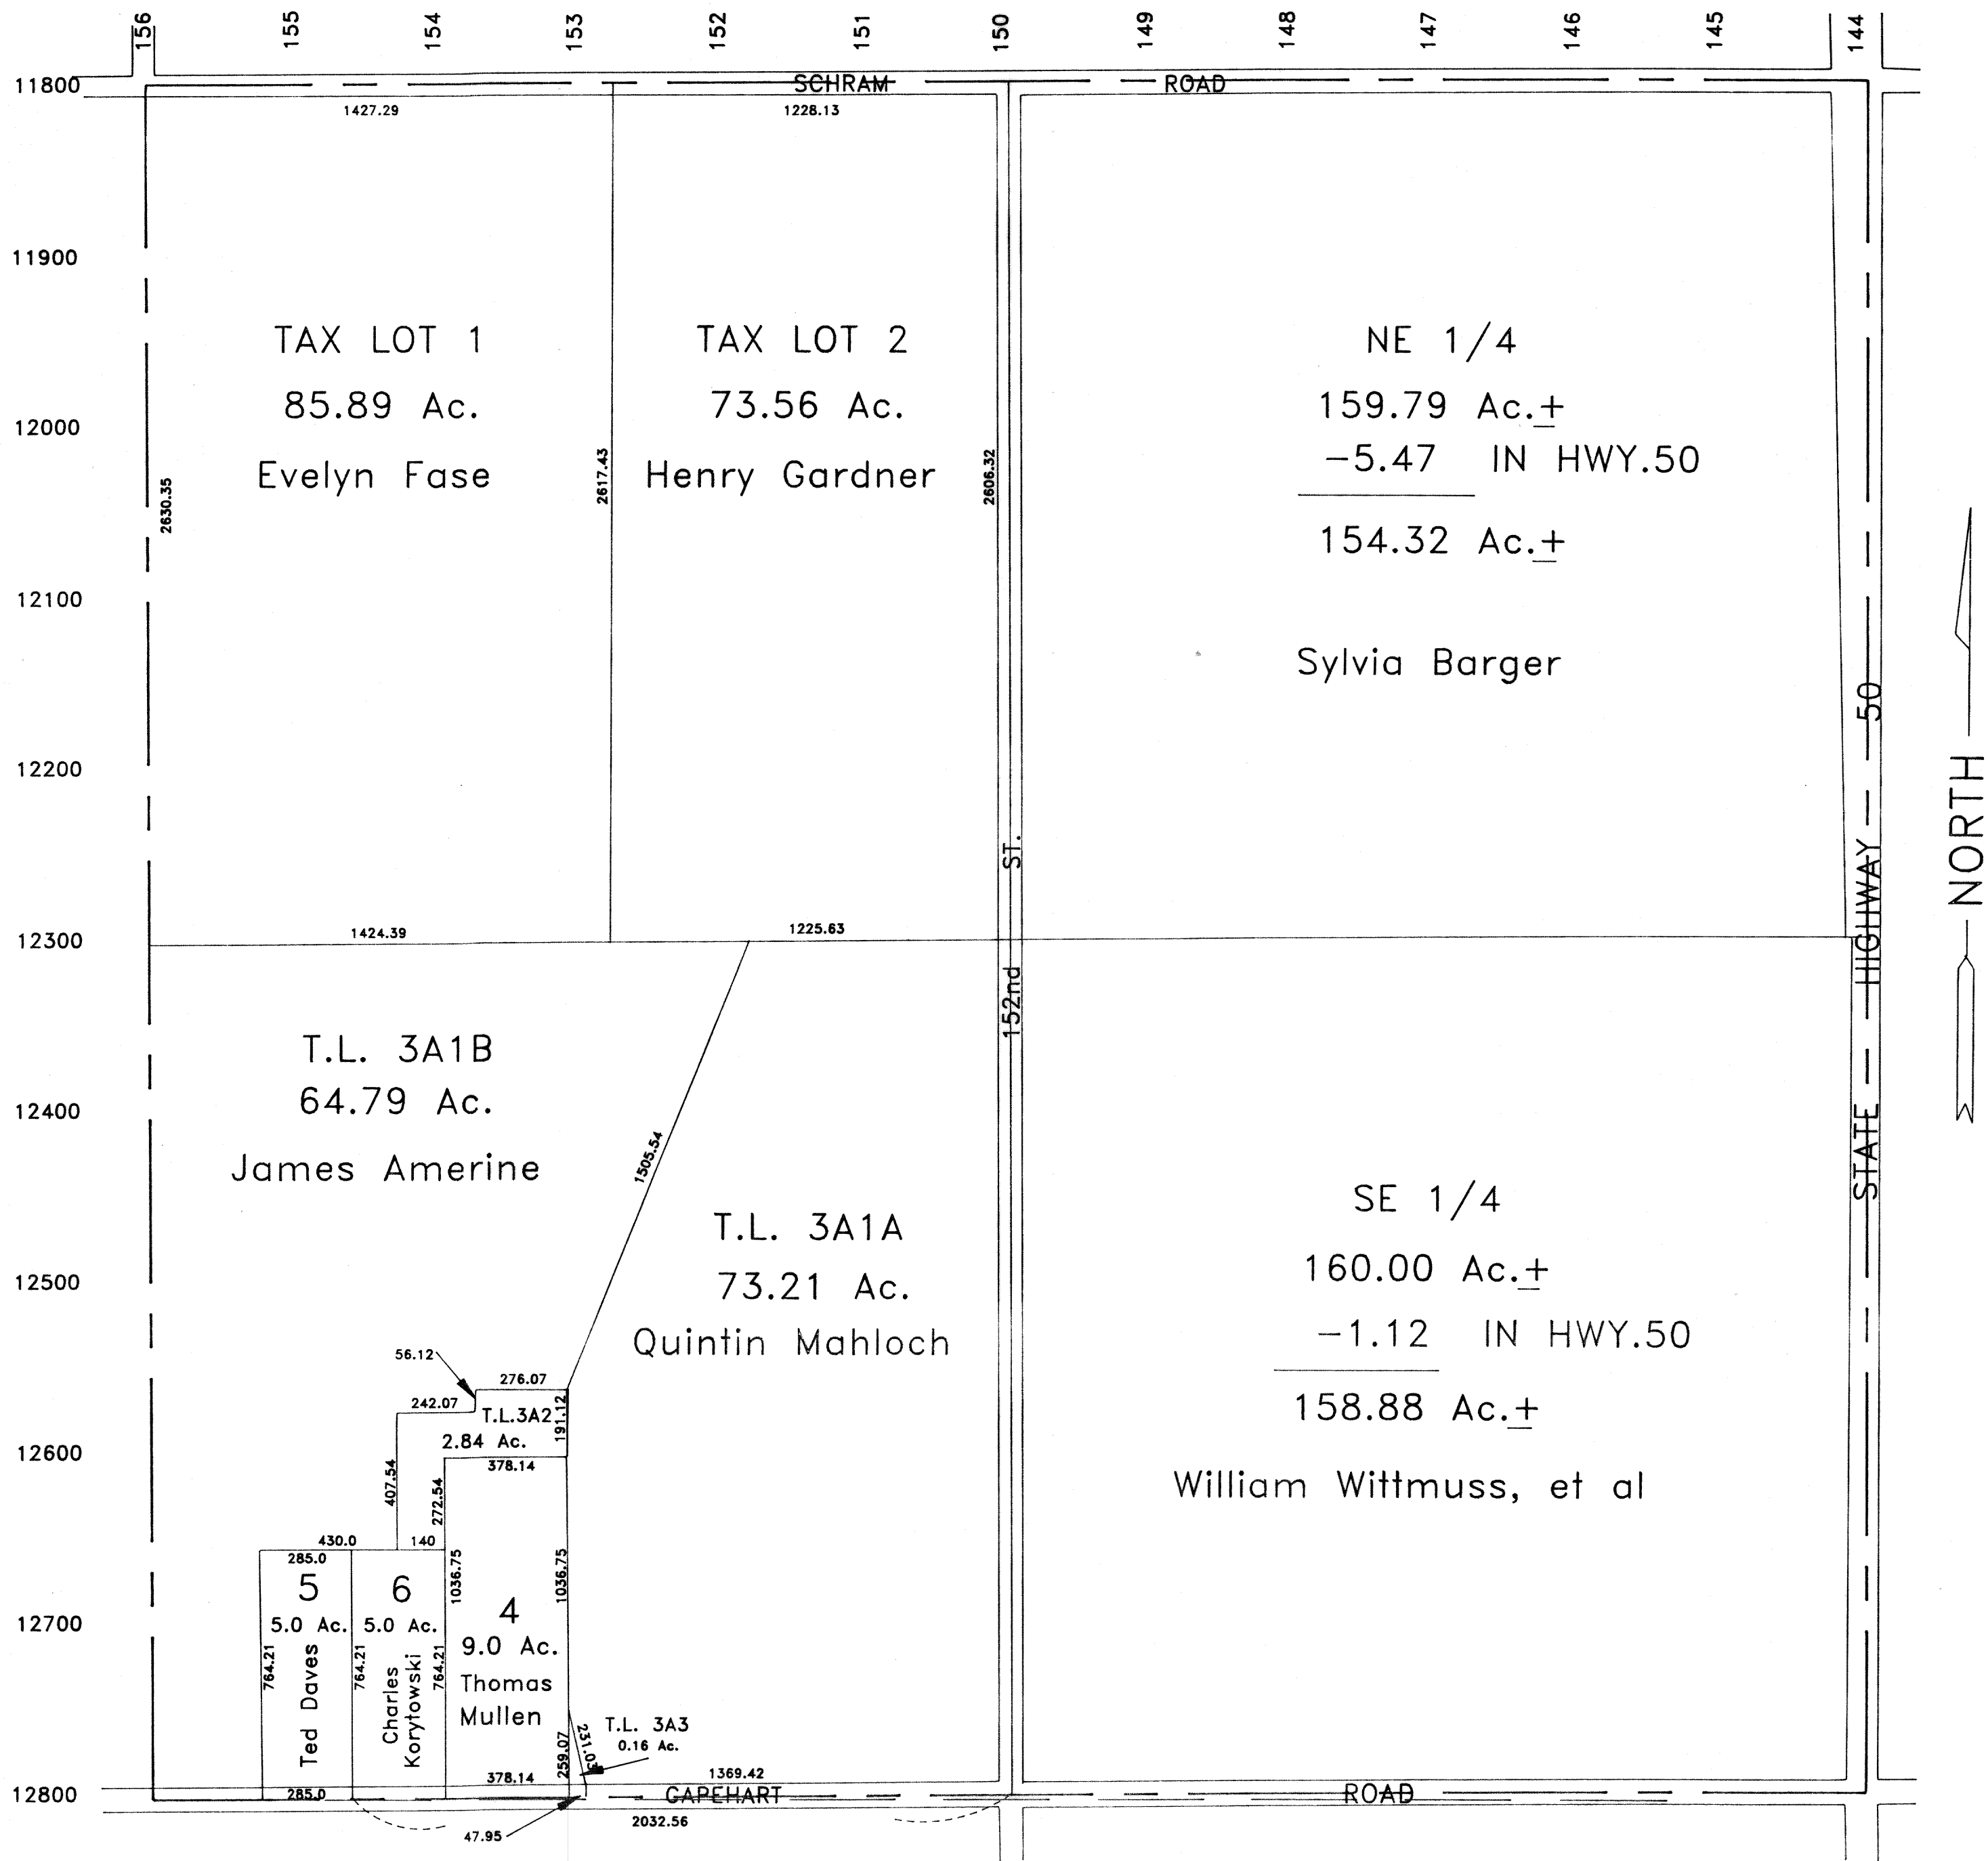 156 155 154 153 152 151 150 149 148 147 146 145 144
11800
SCHRAM ROAD
1427.29
1228.13
11900
TAX LOT 1
85.89 Ac.
Evelyn Fase
TAX LOT 2
73.56 Ac.
Henry Gardner
NE 1/4
159.79 Ac.±
-5.47 IN HWY.50
154.32 Ac.±
Sylvia Barger
12000
2630.35
2617.43
2606.32
12100
12200
152nd ST.
STATE HIGHWAY 50
NORTH
12300
1424.39
1225.63
T.L. 3A1B
64.79 Ac.
James Amerine
12400
1505.54
T.L. 3A1A
73.21 Ac.
Quintin Mahloch
SE 1/4
160.00 Ac.±
-1.12 IN HWY.50
158.88 Ac.±
William Wittmuss, et al
12500
56.12
276.07
242.07
T.L.3A2
2.84 Ac.
191.12
12600
378.14
407.54
272.54
430.0
140
285.0
5
5.0 Ac.
Ted Daves
764.21
6
5.0 Ac.
Charles
Korytowski
764.21
764.21
1036.75
1036.75
4
9.0 Ac.
Thomas
Mullen
12700
259.07
231.03
T.L. 3A3
0.16 Ac.
12800
285.0
378.14
1369.42
CAPEHART ROAD
47.95
2032.56